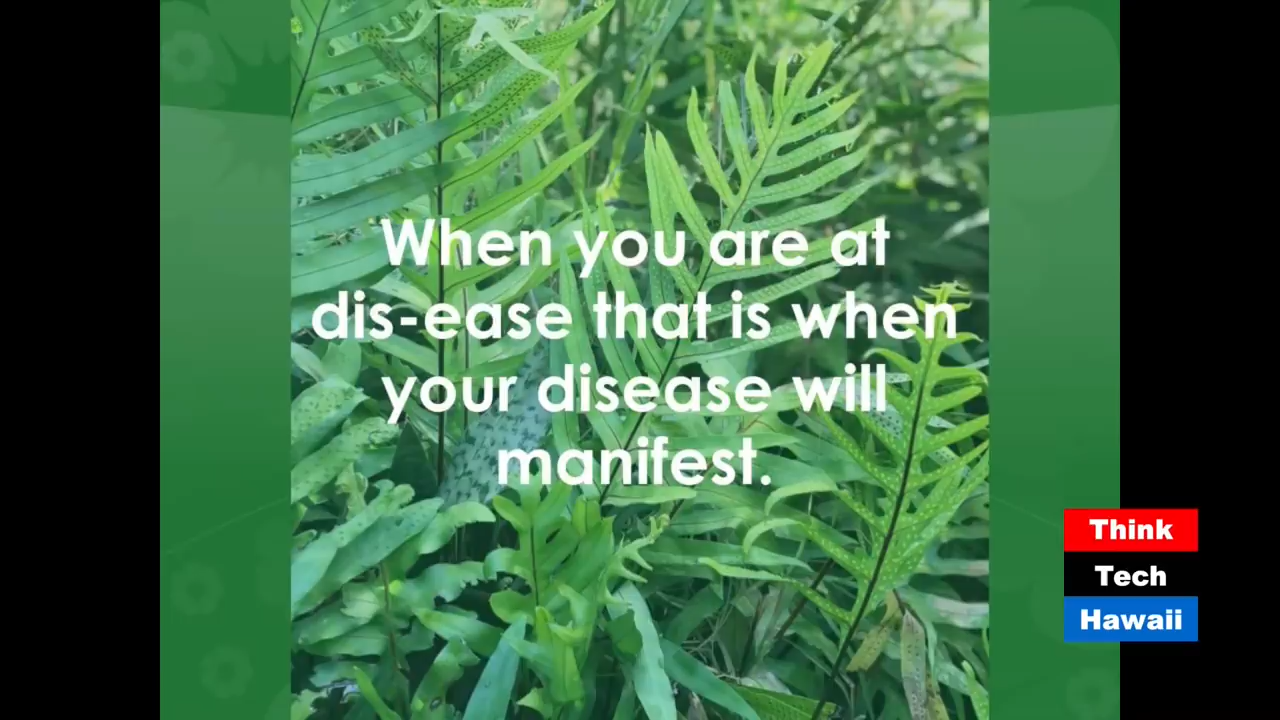 When you are at
dis-ease that is when
your disease will
manifest.
Think
Tech
Hawaii